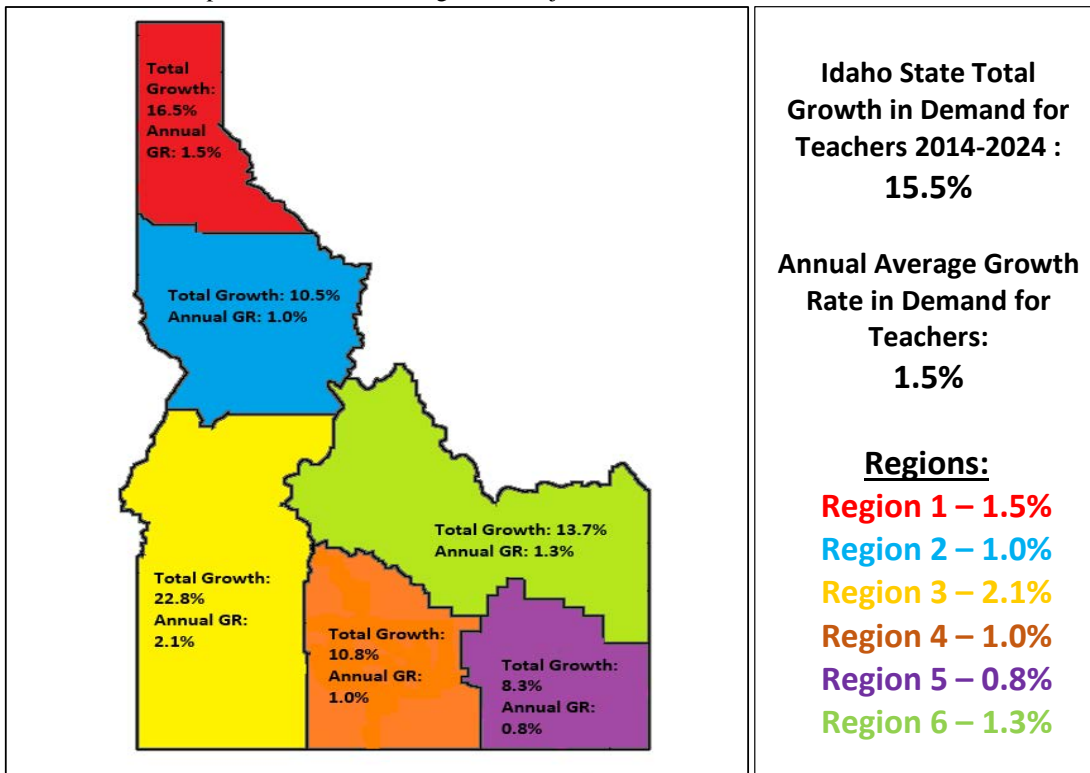 Total
Growth:
16.5%
Annual
GR: 1.5%
Total Growth: 10.5%
Annual GR: 1.0%
Total Growth: 13.7%
Annual GR: 1.3%
Total Growth:
22.8%
Annual GR:
2.1%
Total Growth:
10.8%
Annual GR:
1.0%
Total Growth:
8.3%
Annual GR:
0.8%
Idaho State Total
Growth in Demand for
Teachers 2014-2024 :
15.5%
Annual Average Growth
Rate in Demand for
Teachers:
1.5%
Regions:
Region 1 – 1.5%
Region 2 – 1.0%
Region 3 – 2.1%
Region 4 – 1.0%
Region 5 – 0.8%
Region 6 – 1.3%